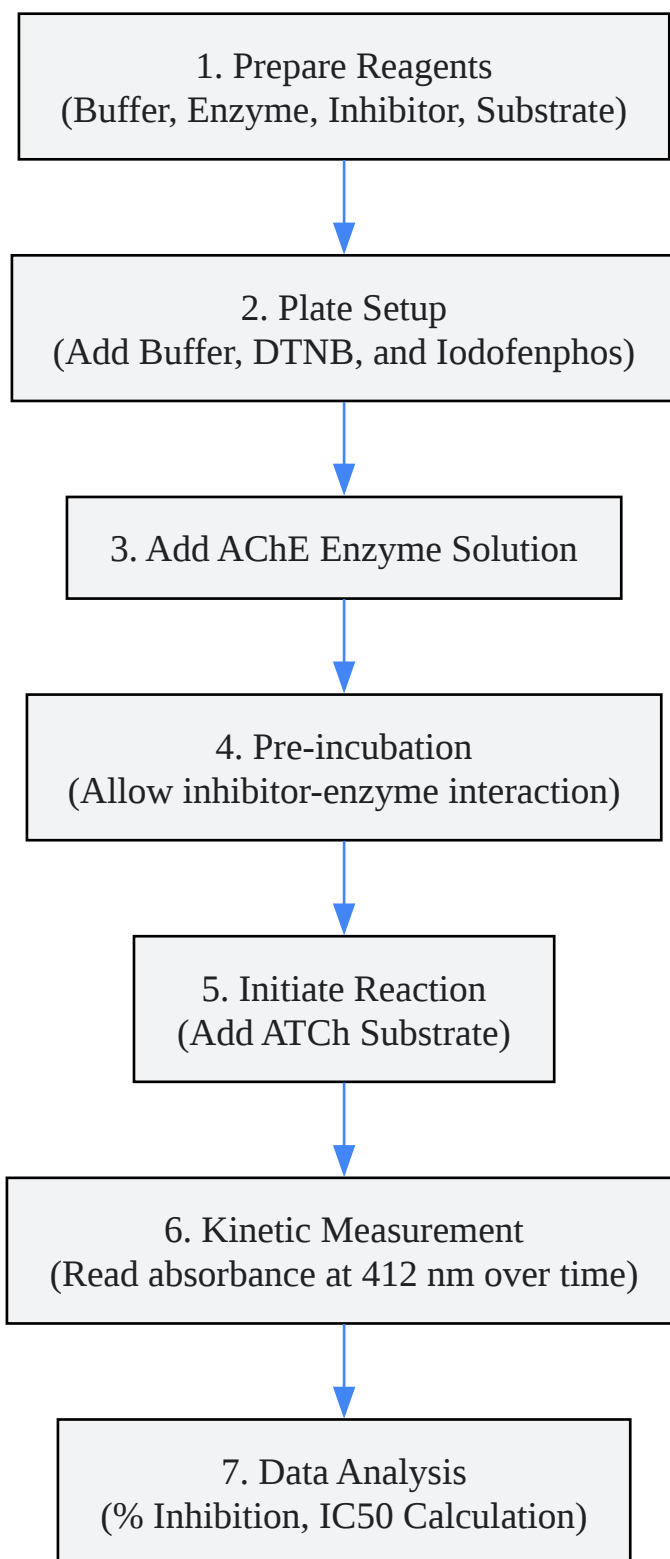 1. Prepare Reagents
(Buffer, Enzyme, Inhibitor, Substrate)
2. Plate Setup
(Add Buffer, DTNB, and Iodofenphos)
3. Add AChE Enzyme Solution
4. Pre-incubation
(Allow inhibitor-enzyme interaction)
5. Initiate Reaction
(Add ATCh Substrate)
6. Kinetic Measurement
(Read absorbance at 412 nm over time)
7. Data Analysis
(% Inhibition, IC50 Calculation)